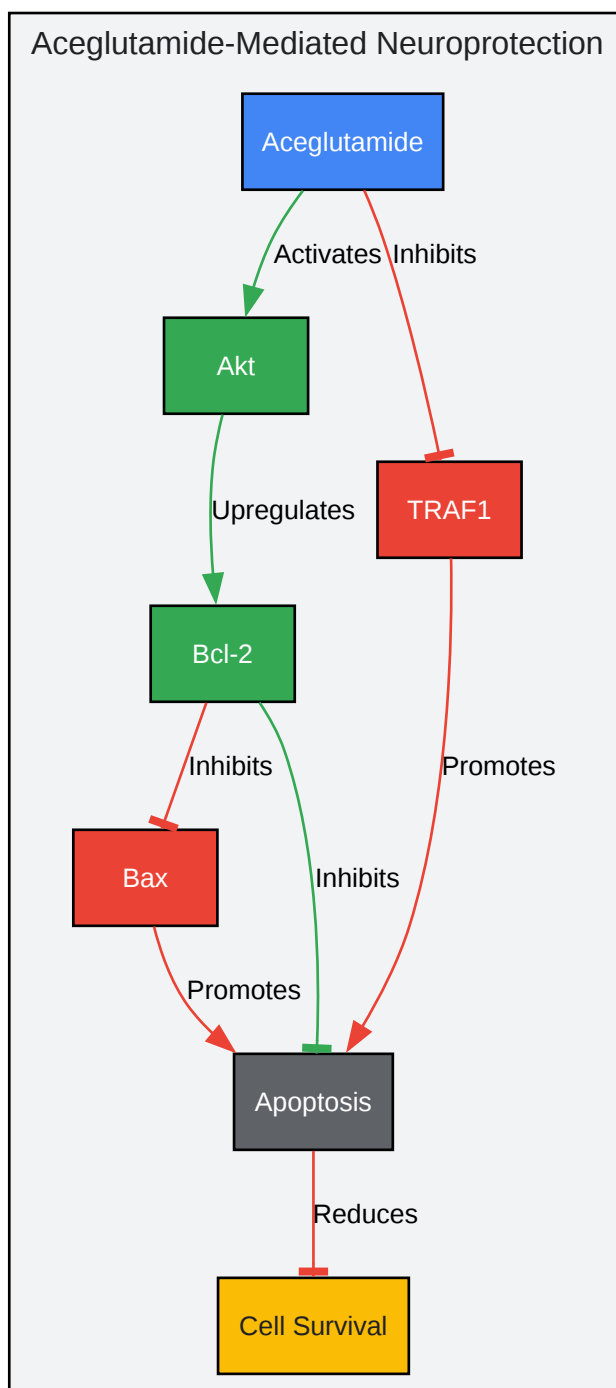 Aceglutamide-Mediated Neuroprotection
Aceglutamide
Activates
Inhibits
Akt
Upregulates
TRAF1
Bcl-2
Inhibits
Promotes
Bax
Inhibits
Promotes
Apoptosis
Reduces
Cell Survival